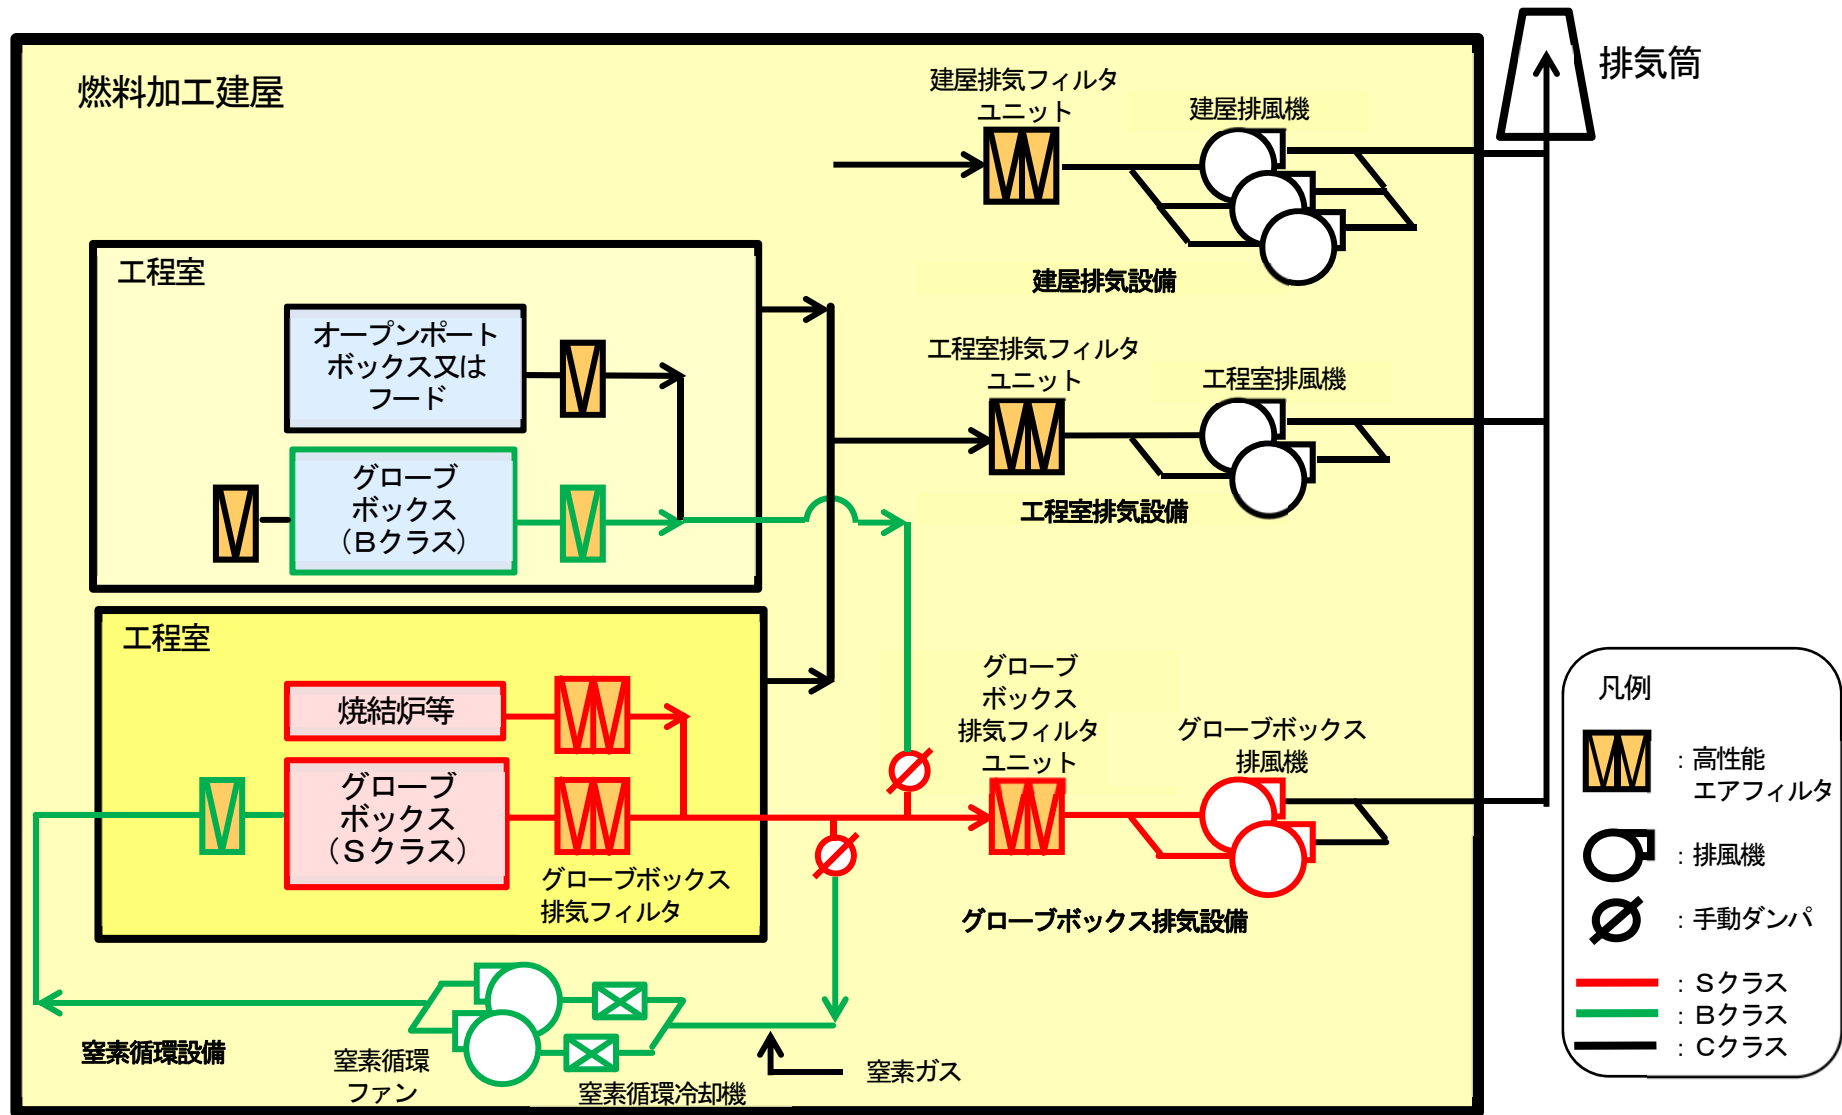 燃料加工建屋
排気筒
建屋排気フィルタ
ユニット
建屋排風機
建屋排気設備
工程室
オープンポート
ボックス又は
フード
グローブ
ボックス
（Ｂクラス）
工程室排気フィルタ
ユニット
工程室排風機
工程室排気設備
工程室
焼結炉等
グローブ
ボックス
（Ｓクラス）
グローブボックス
排気フィルタ
グローブ
ボックス
排気フィルタ
ユニット
グローブボックス
排風機
グローブボックス排気設備
窒素循環設備
窒素循環
ファン
窒素循環冷却機
窒素ガス
凡例
：高性能
エアフィルタ
：排風機
：手動ダンパ
：Ｓクラス
：Ｂクラス
：Ｃクラス